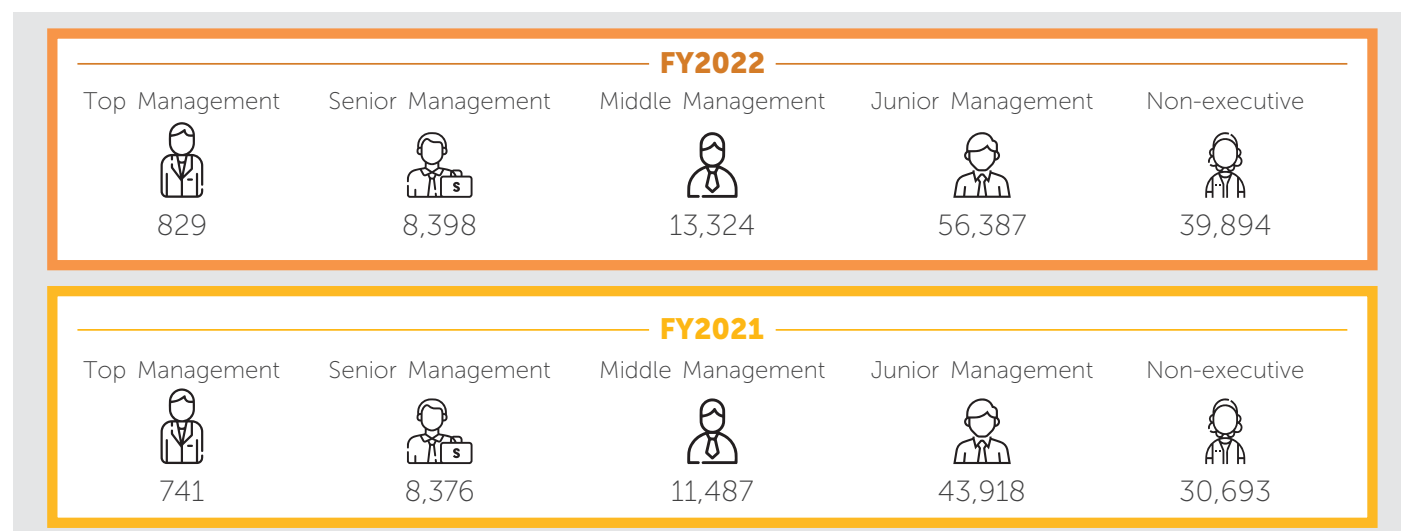 FY2022
Top Management Senior Management Middle Management Junior Management Non-executive
S
829 8,398 13,324 56,387 39,894
FY2021
Top Management Senior Management Middle Management Junior Management Non-executive
S
741 8,376 11,487 43,918 30,693